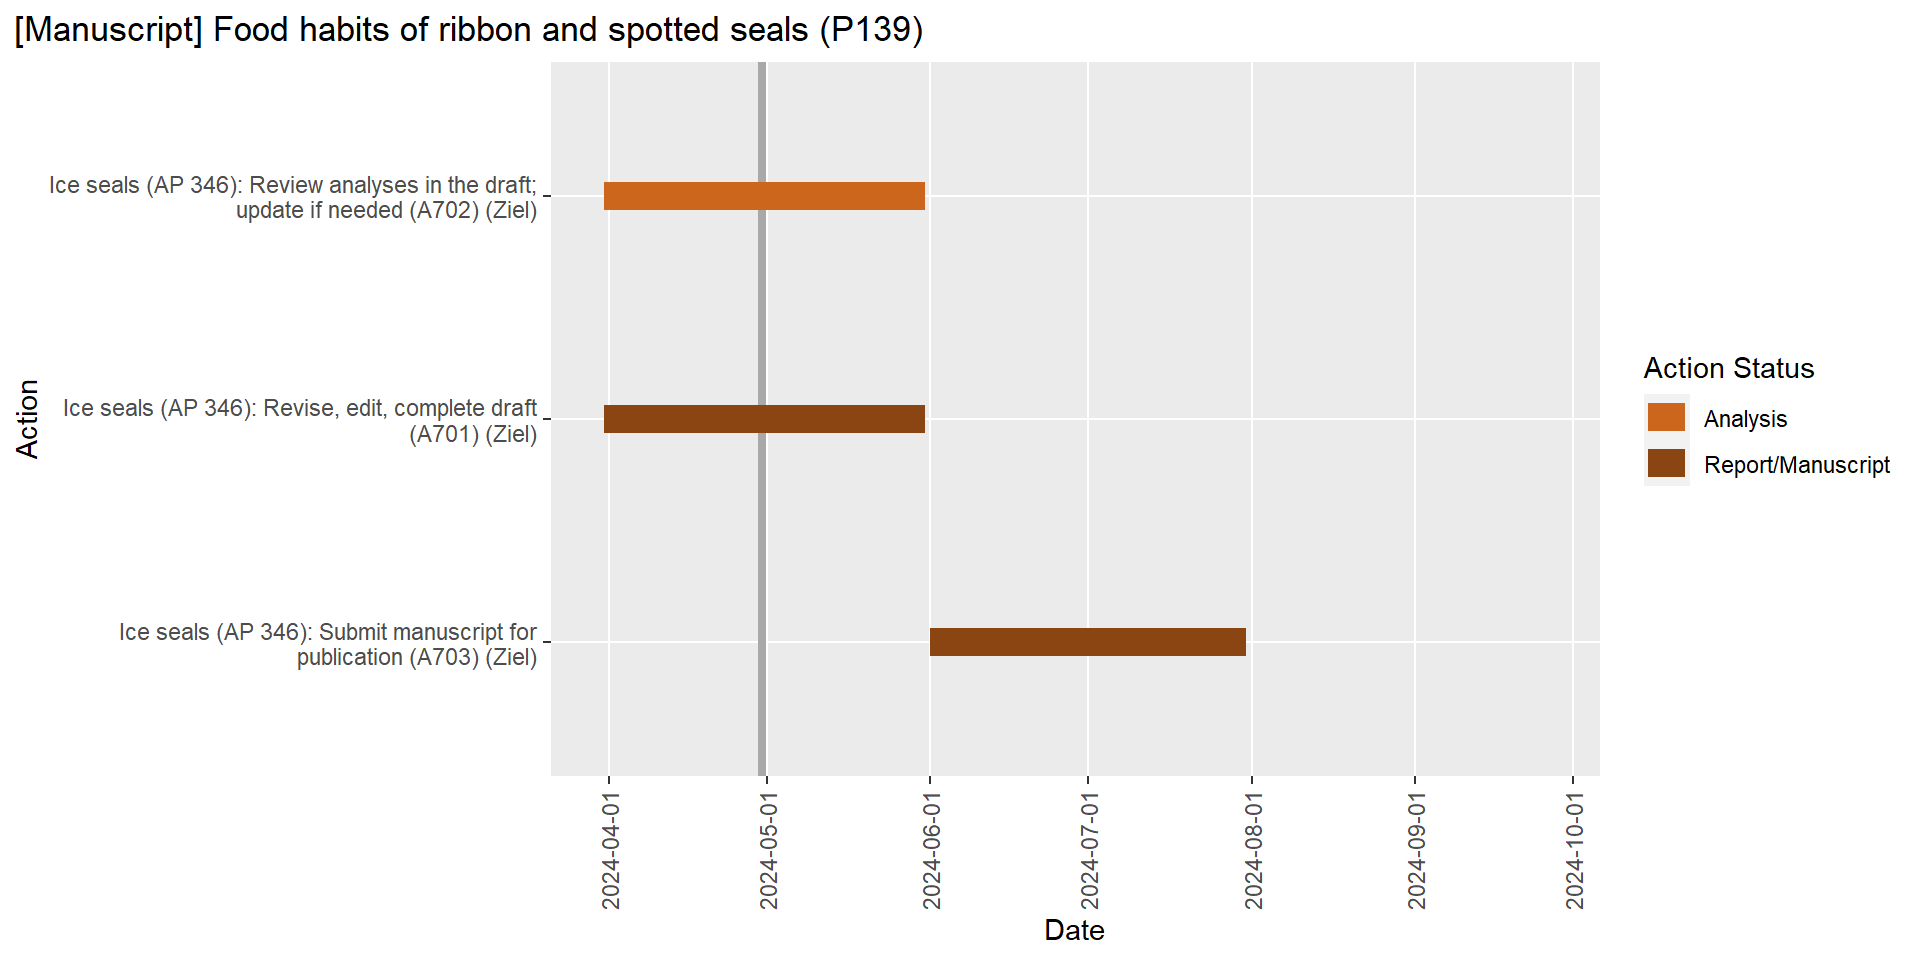 [Manuscript] Food habits of ribbon and spotted seals (P139)
Action
Ice seals (AP 346): Review analyses in the draft;
update if needed (A702) (Ziel)
Ice seals (AP 346): Revise, edit, complete draft
(A701) (Ziel)
Ice seals (AP 346): Submit manuscript for
publication (A703) (Ziel)
2024-04-01
2024-05-01
2024-06-01
2024-07-01
2024-08-01
2024-09-01
2024-10-01
Date
Action Status
Analysis
Report/Manuscript